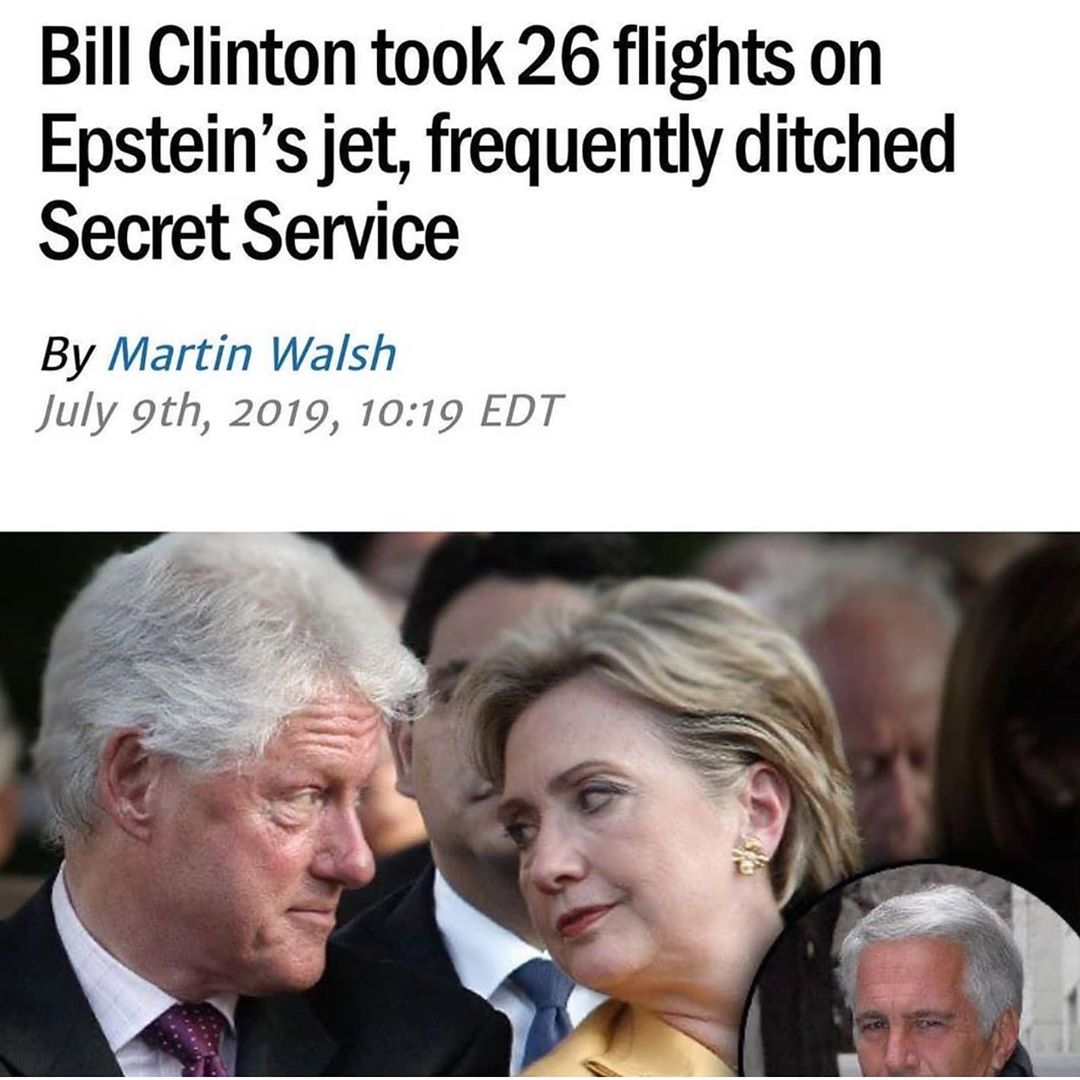 Bill Clinton took 26 flights on
Epstein’s jet, frequently ditched
Secret Service
By Martin Walsh
July 9th, 2019, 10:19 EDT